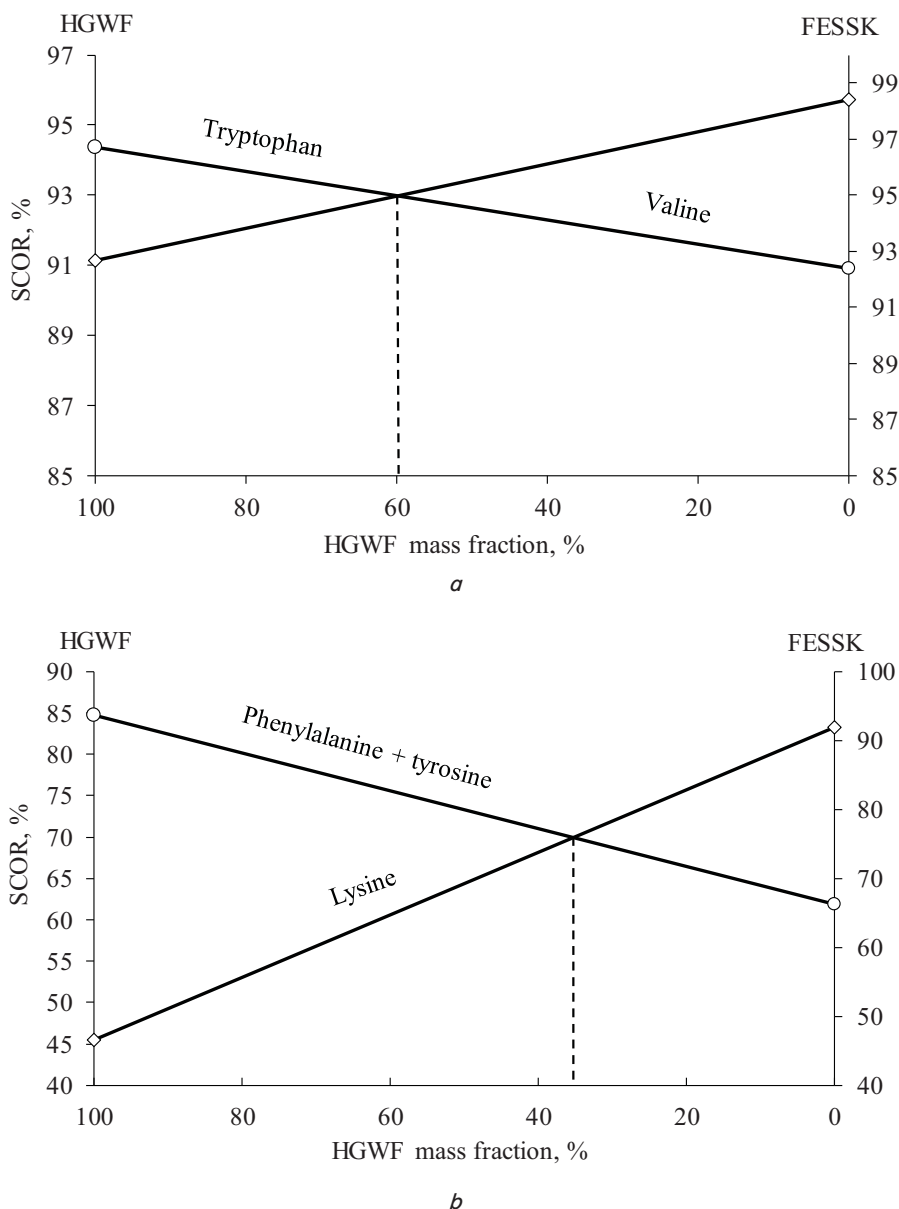 HGWF FESSK
97
95
93
91
89
87
85
99
97
95
93
91
89
87
85
SCOR, %
Tryptophan
Valine
100 80 60 40 20 0
HGWF mass fraction, %
a
HGWF FESSK
90
85
80
75
70
65
60
55
50
45
40
100
90
80
70
60
50
40
SCOR, %
Phenylalanine + tyrosine
Lysine
100 80 60 40 20 0
HGWF mass fraction, %
b